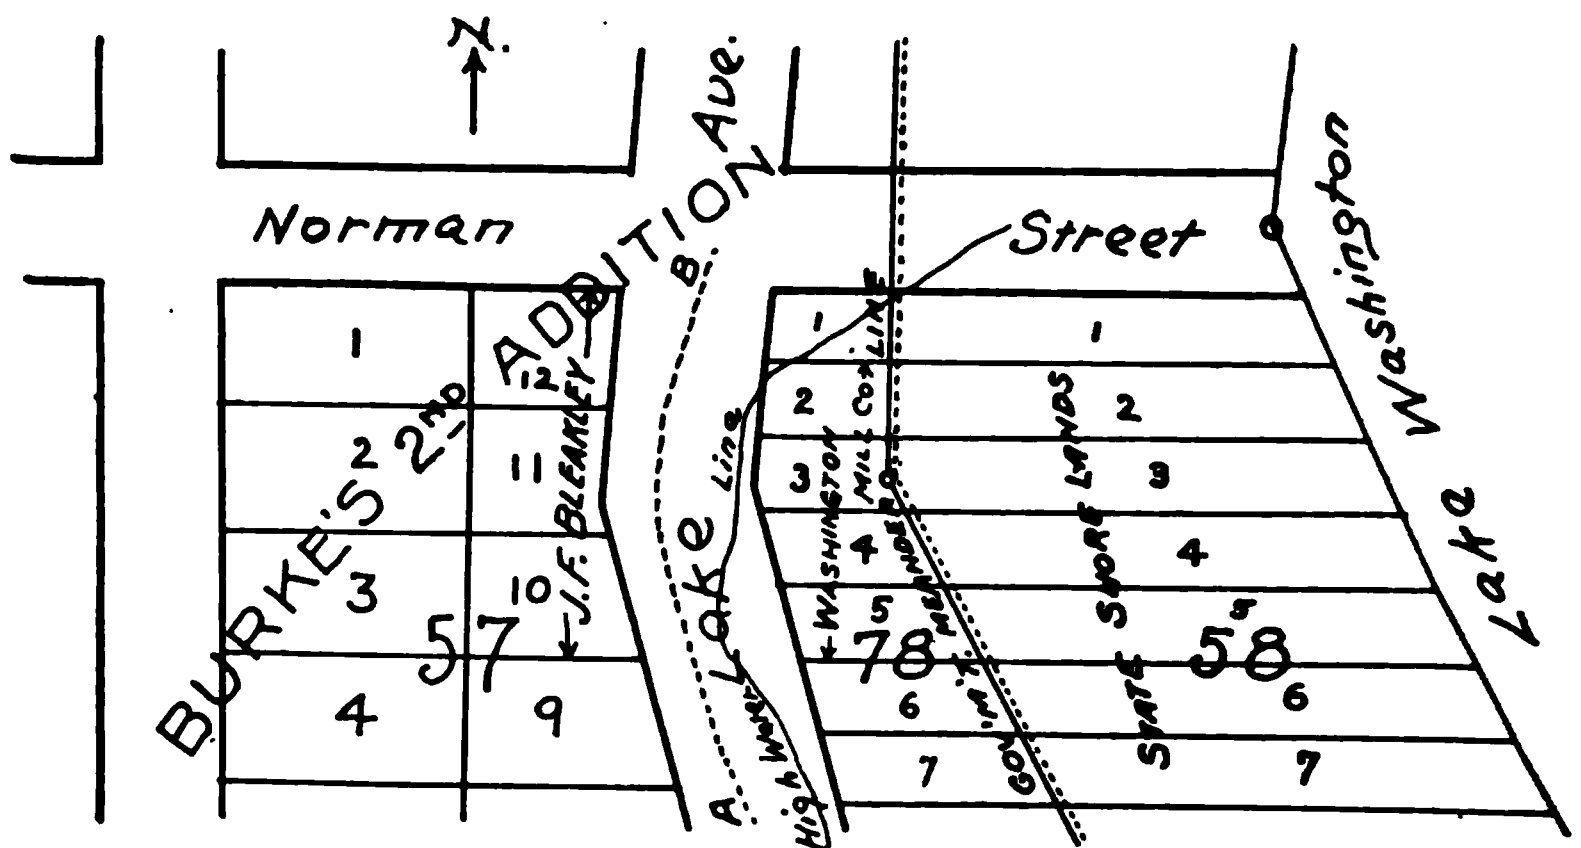 N.
Lake Ave.
Norman Street
BURKE'S 2ND ADDITION
B
A
High Water Line
J.F. BLEAKLEY
WASHINGTON MILL CO. LINE
GOV'M'T MEANDER
STATE SHORE LANDS
Lake Washington
1
2
3
4
12
11
10
9
57
1
2
3
4
5
6
7
78
1
2
3
4
5
6
7
58